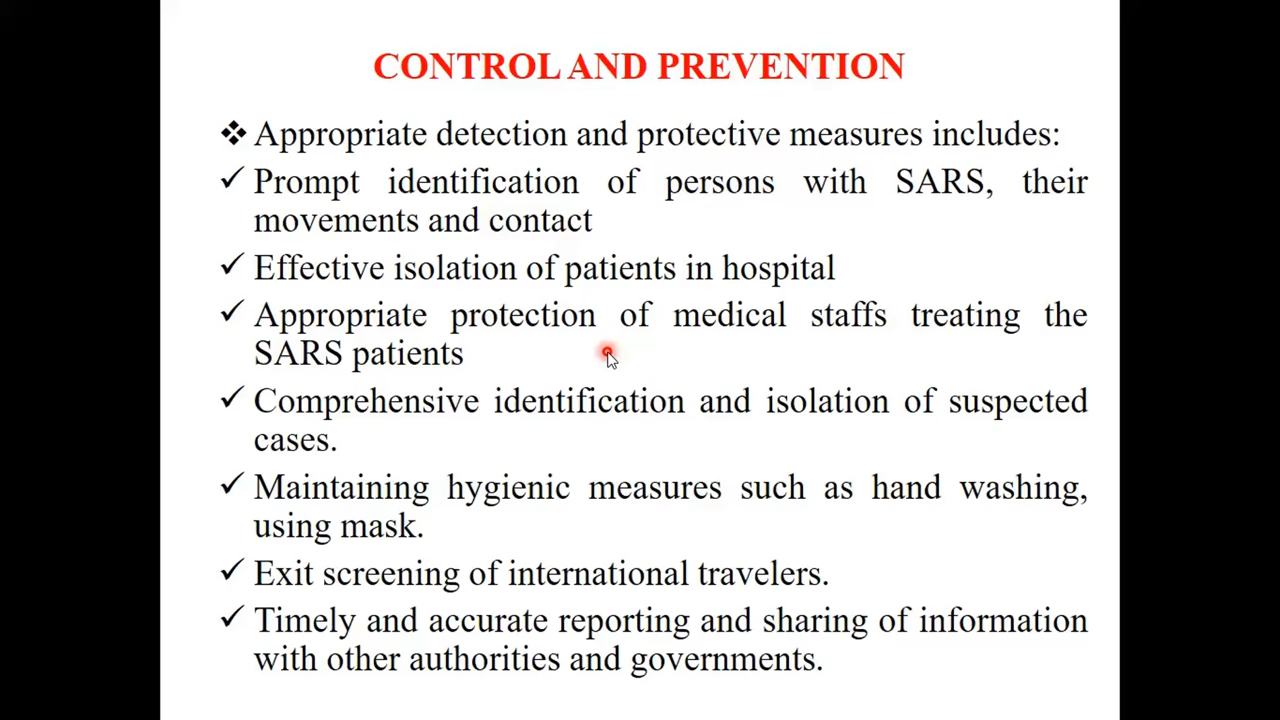 CONTROL AND PREVENTION
❖ Appropriate detection and protective measures includes:
✓ Prompt identification of persons with SARS, their
movements and contact
✓ Effective isolation of patients in hospital
✓ Appropriate protection of medical staffs treating the
SARS patients
✓ Comprehensive identification and isolation of suspected
cases.
✓ Maintaining hygienic measures such as hand washing,
using mask.
✓ Exit screening of international travelers.
✓ Timely and accurate reporting and sharing of information
with other authorities and governments.